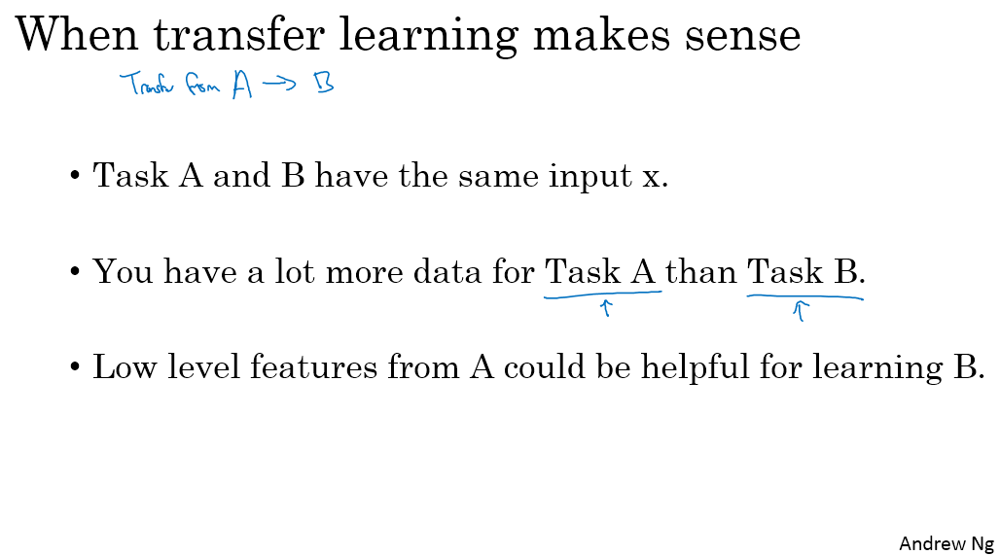 When transfer learning makes sense
Transfer from A → B
• Task A and B have the same input x.
• You have a lot more data for Task A than Task B.
↑ ↑
• Low level features from A could be helpful for learning B.
Andrew Ng